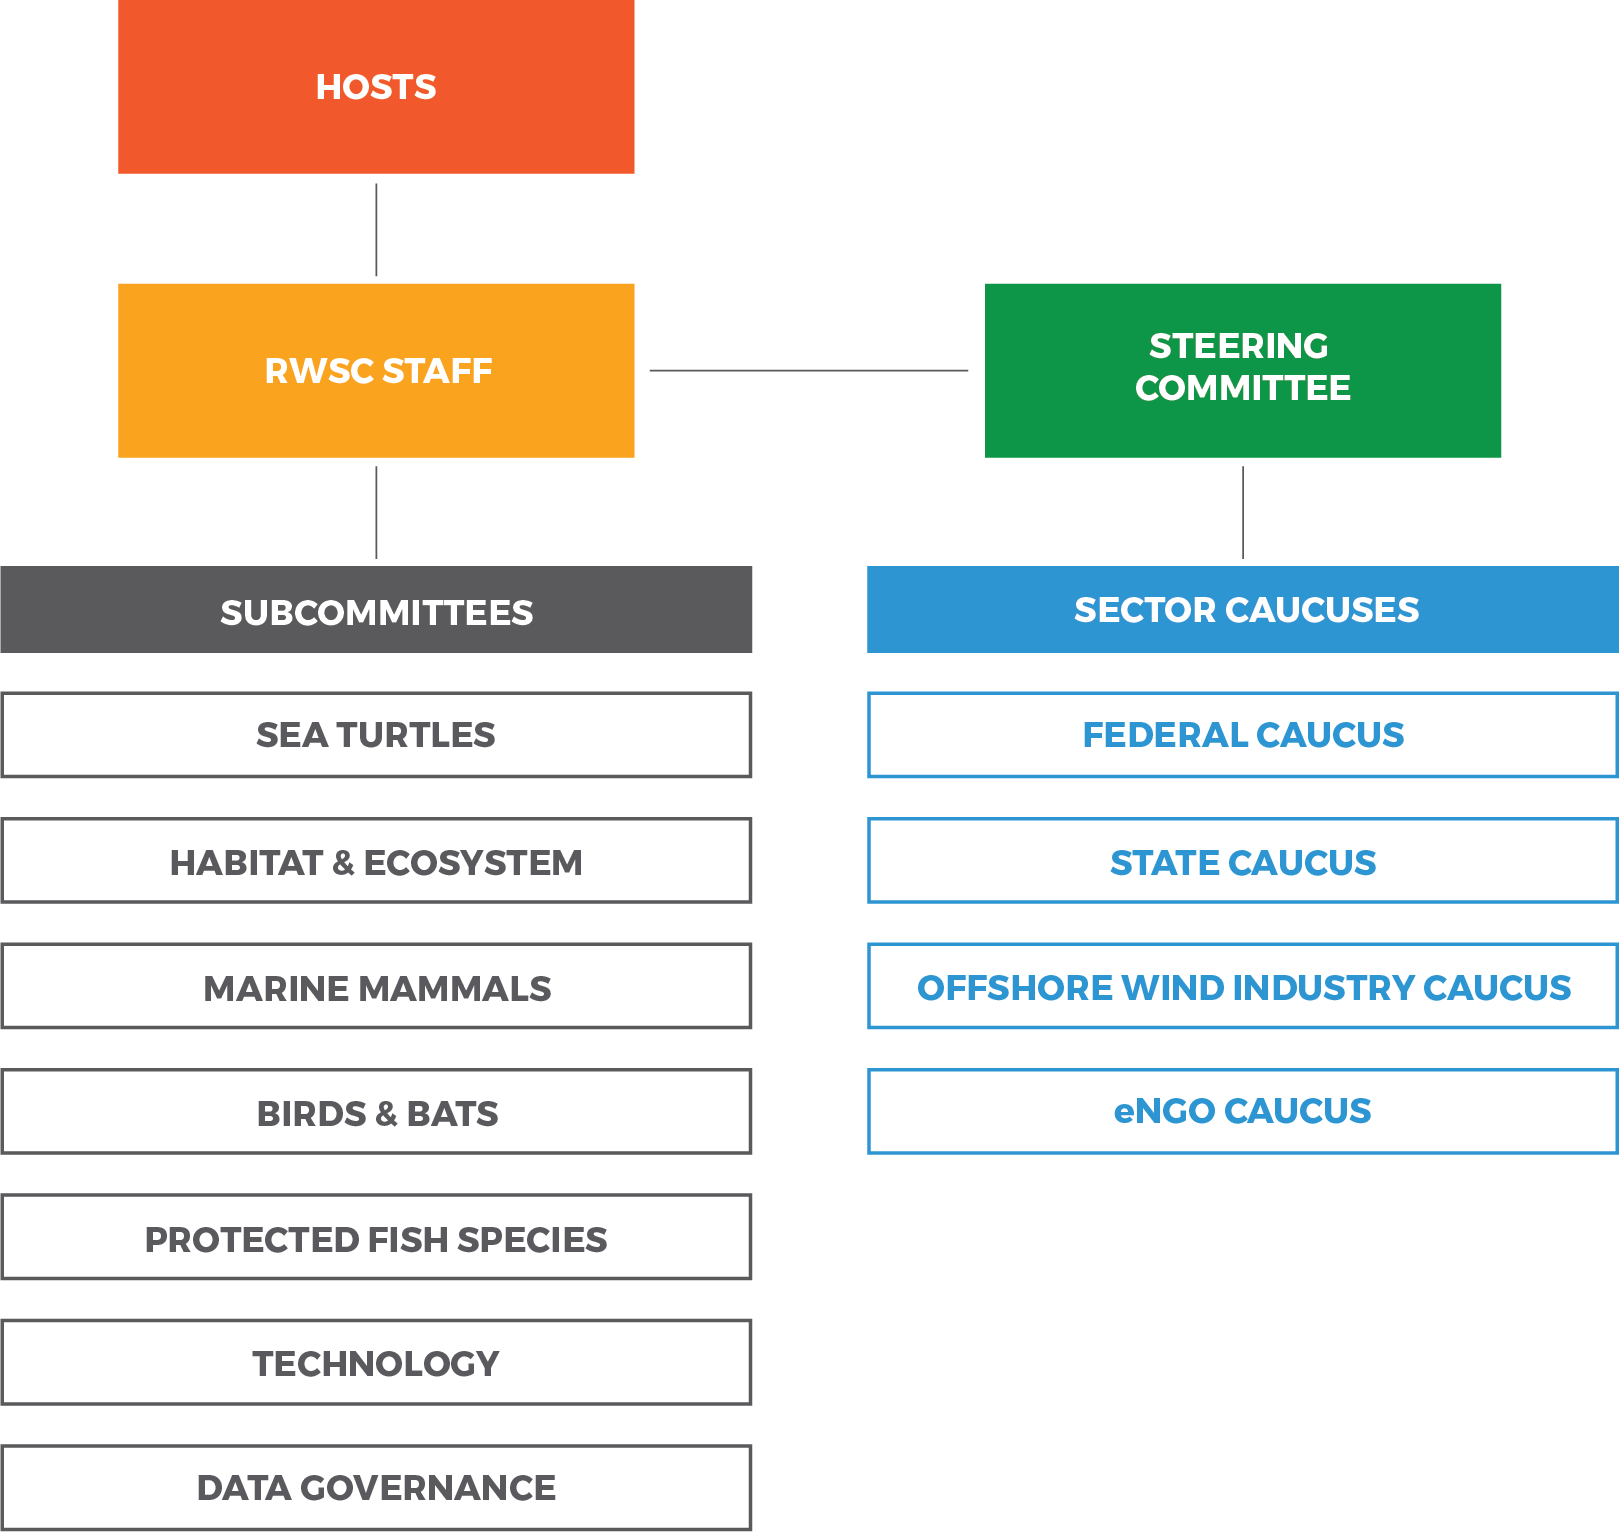 HOSTS
RWSC STAFF
STEERING
COMMITTEE
SUBCOMMITTEES
SEA TURTLES
HABITAT & ECOSYSTEM
MARINE MAMMALS
BIRDS & BATS
PROTECTED FISH SPECIES
TECHNOLOGY
DATA GOVERNANCE
SECTOR CAUCUSES
FEDERAL CAUCUS
STATE CAUCUS
OFFSHORE WIND INDUSTRY CAUCUS
eNGO CAUCUS